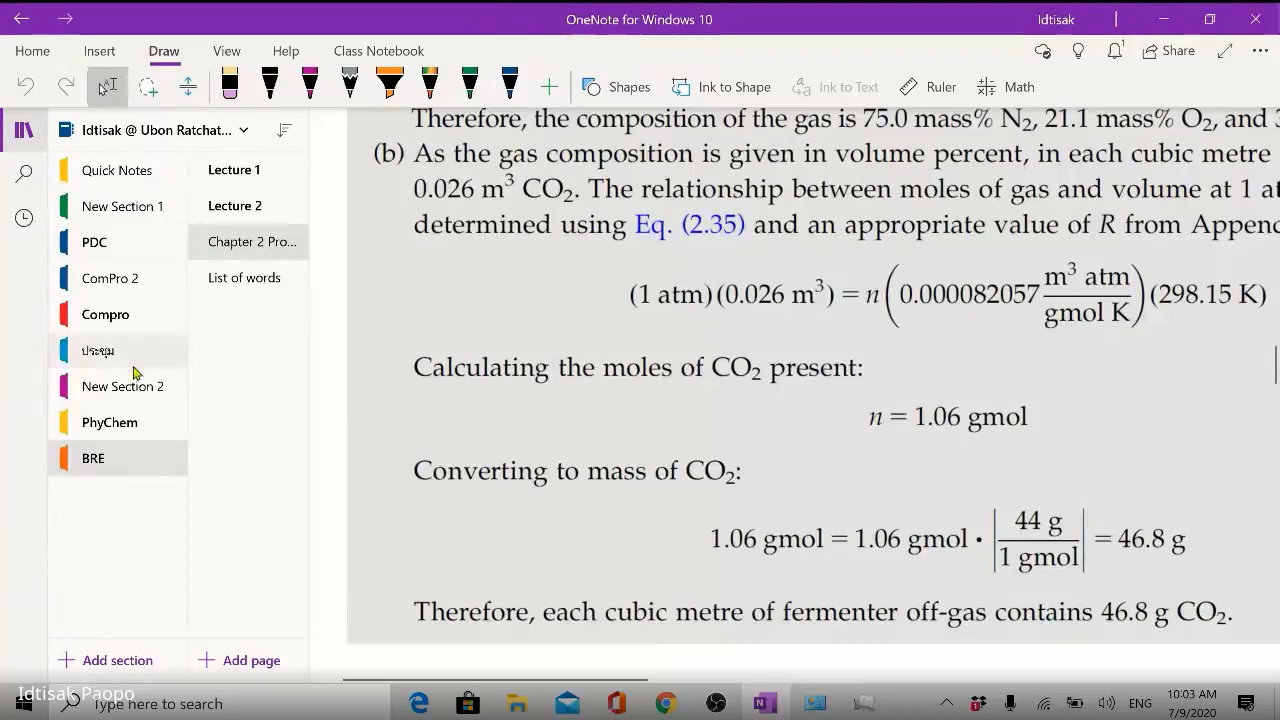 OneNote for Windows 10
Idtisak
Home Insert Draw View Help Class Notebook Share
Shapes Ink to Shape Ink to Text Ruler Math
Idtisak @ Ubon Ratchat...
Quick Notes
New Section 1
PDC
ComPro 2
Compro
ประชุม
New Section 2
PhyChem
BRE
Add section
Lecture 1
Lecture 2
Chapter 2 Pro...
List of words
Add page
Therefore, the composition of the gas is 75.0 mass% N₂, 21.1 mass% O₂, and
(b) As the gas composition is given in volume percent, in each cubic metre
0.026 m³ CO₂. The relationship between moles of gas and volume at 1 at
determined using Eq. (2.35) and an appropriate value of R from Appen
(1 atm)(0.026 m³) = n(0.000082057 m³ atm / gmol K)(298.15 K)
Calculating the moles of CO₂ present:
n = 1.06 gmol
Converting to mass of CO₂:
1.06 gmol = 1.06 gmol · |44 g / 1 gmol| = 46.8 g
Therefore, each cubic metre of fermenter off-gas contains 46.8 g CO₂.
Idtisak Paopo
Type here to search
ENG
10:03 AM
7/9/2020